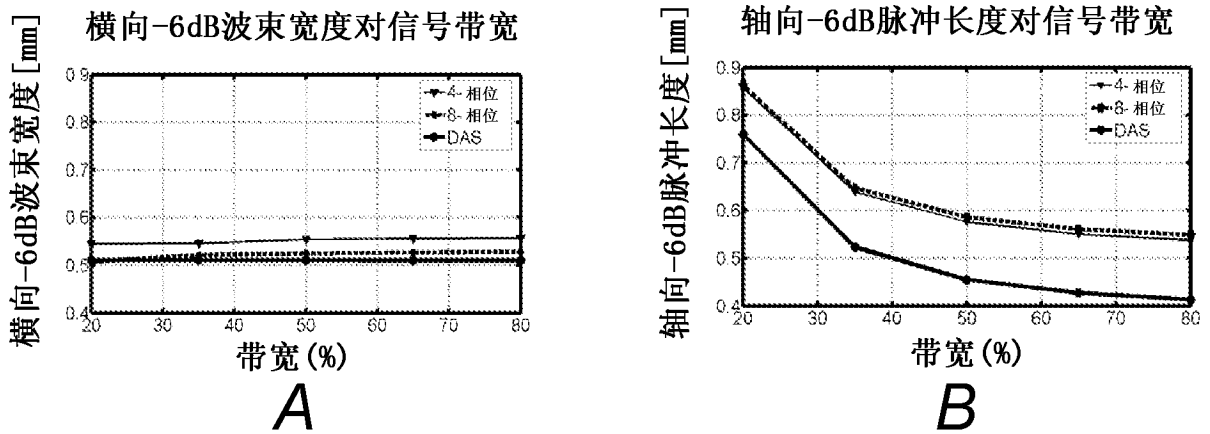 横向-6dB波束宽度对信号带宽
横向-6dB波束宽度[mm]
0.9
0.8
0.7
0.6
0.5
0.4
20 30 40 50 60 70 80
4-相位
8-相位
DAS
带宽(%)
A
轴向-6dB脉冲长度对信号带宽
轴向-6dB脉冲长度[mm]
0.9
0.8
0.7
0.6
0.5
0.4
20 30 40 50 60 70 80
4-相位
8-相位
DAS
带宽(%)
B